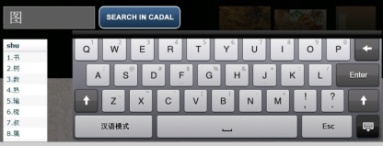 图
SEARCH IN CADAL
shu
1.书
2.树
3.数
4.熟
5.输
6.梳
7.叔
8.属
Q W E R T Y U I O P
A S D F G H J K L Enter
Z X C V B N M ! ?
汉语模式 Esc